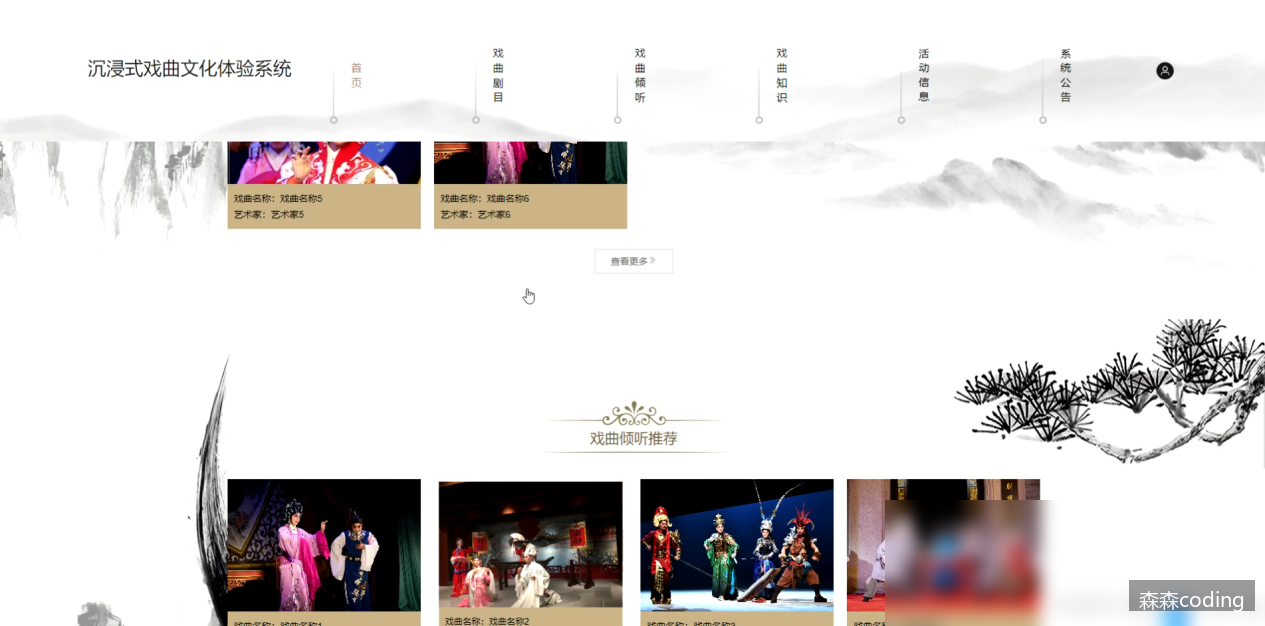 沉浸式戏曲文化体验系统
首页
戏曲剧目
戏曲倾听
戏曲知识
活动信息
系统公告
戏曲名称：戏曲名称5
艺术家：艺术家5
戏曲名称：戏曲名称6
艺术家：艺术家6
查看更多»
戏曲倾听推荐
戏曲名称：戏曲名称1
戏曲名称：戏曲名称2
戏曲名称：戏曲名称3
森森coding